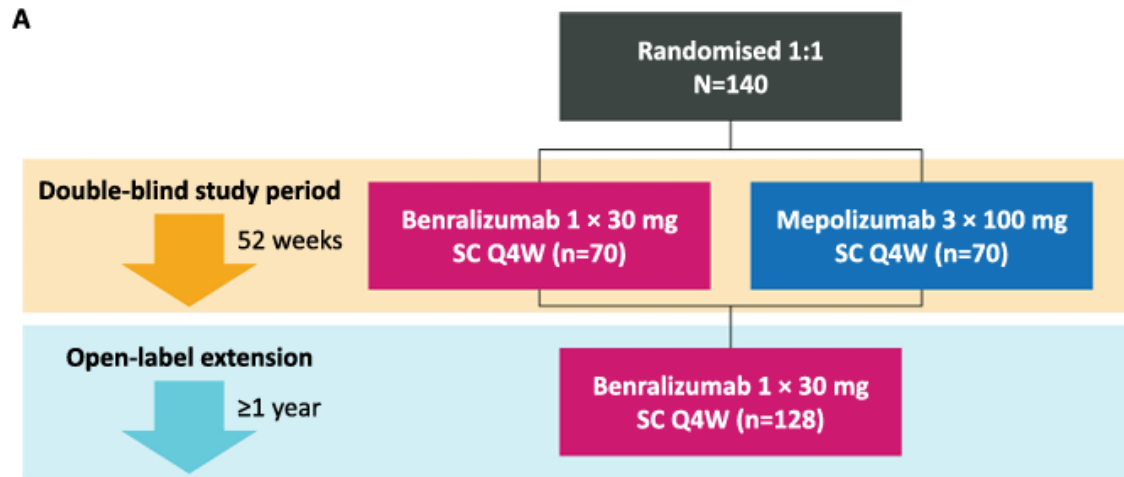 A
Randomised 1:1
N=140
Double-blind study period
52 weeks
Benralizumab 1 × 30 mg
SC Q4W (n=70)
Mepolizumab 3 × 100 mg
SC Q4W (n=70)
Open-label extension
≥1 year
Benralizumab 1 × 30 mg
SC Q4W (n=128)